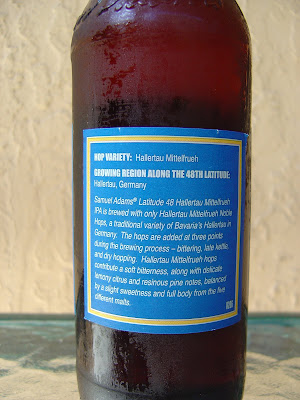 HOP VARIETY: Hallertau Mittelfrueh
GROWING REGION ALONG THE 48TH LATITUDE:
Hallertau, Germany
Samuel Adams® Latitude 48 Hallertau Mittelfrueh
IPA is brewed with only Hallertau Mittelfrueh Noble
Hops, a traditional variety of Bavaria's Hallertau in
Germany. The hops are added at three points
during the brewing process – bittering, late kettle,
and dry hopping. Hallertau Mittelfrueh hops
contribute a soft bitterness, along with delicate
lemony citrus and resinous pine notes, balanced
by a slight sweetness and full body from the five
different malts.